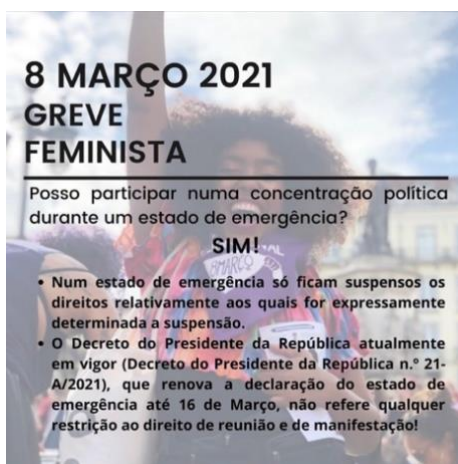 8 MARÇO 2021
GREVE
FEMINISTA
Posso participar numa concentração política
durante um estado de emergência?
SIM!
8MARÇO
• Num estado de emergência só ficam suspensos os
direitos relativamente aos quais for expressamente
determinada a suspensão.
• O Decreto do Presidente da República atualmente
em vigor (Decreto do Presidente da República n.º 21-
A/2021), que renova a declaração do estado de
emergência até 16 de Março, não refere qualquer
restrição ao direito de reunião e de manifestação!